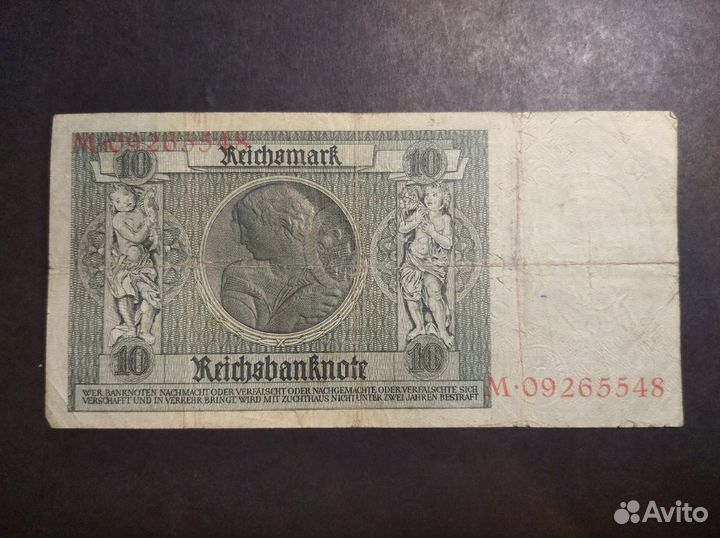 M·09265548
10 Reichsmark 10
10 Reichsbanknote 10
WER BANKNOTEN NACHMACHT ODER VERFÄLSCHT ODER NACHGEMACHTE ODER VERFÄLSCHTE SICH
VERSCHAFFT UND IN VERKEHR BRINGT, WIRD MIT ZUCHTHAUS NICHT UNTER ZWEI JAHREN BESTRAFT
M·09265548
Avito